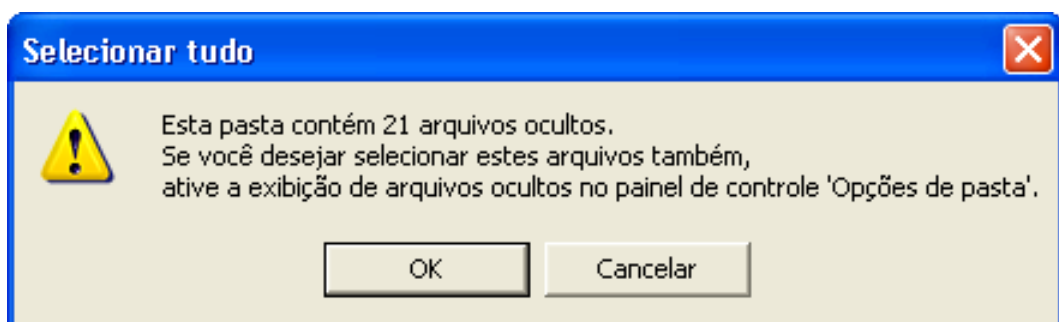 Selecionar tudo
Esta pasta contém 21 arquivos ocultos.
Se você desejar selecionar estes arquivos também,
ative a exibição de arquivos ocultos no painel de controle 'Opções de pasta'.
OK
Cancelar